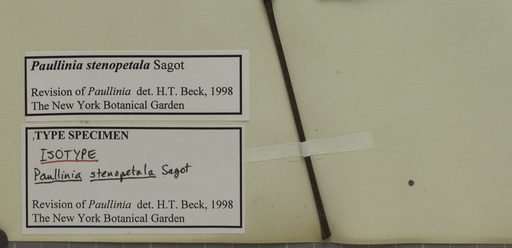 Paullinia stenopetala Sagot
Revision of Paullinia det. H.T. Beck, 1998
The New York Botanical Garden
TYPE SPECIMEN
ISOTYPE
Paullinia stenopetala Sagot
Revision of Paullinia det. H.T. Beck, 1998
The New York Botanical Garden